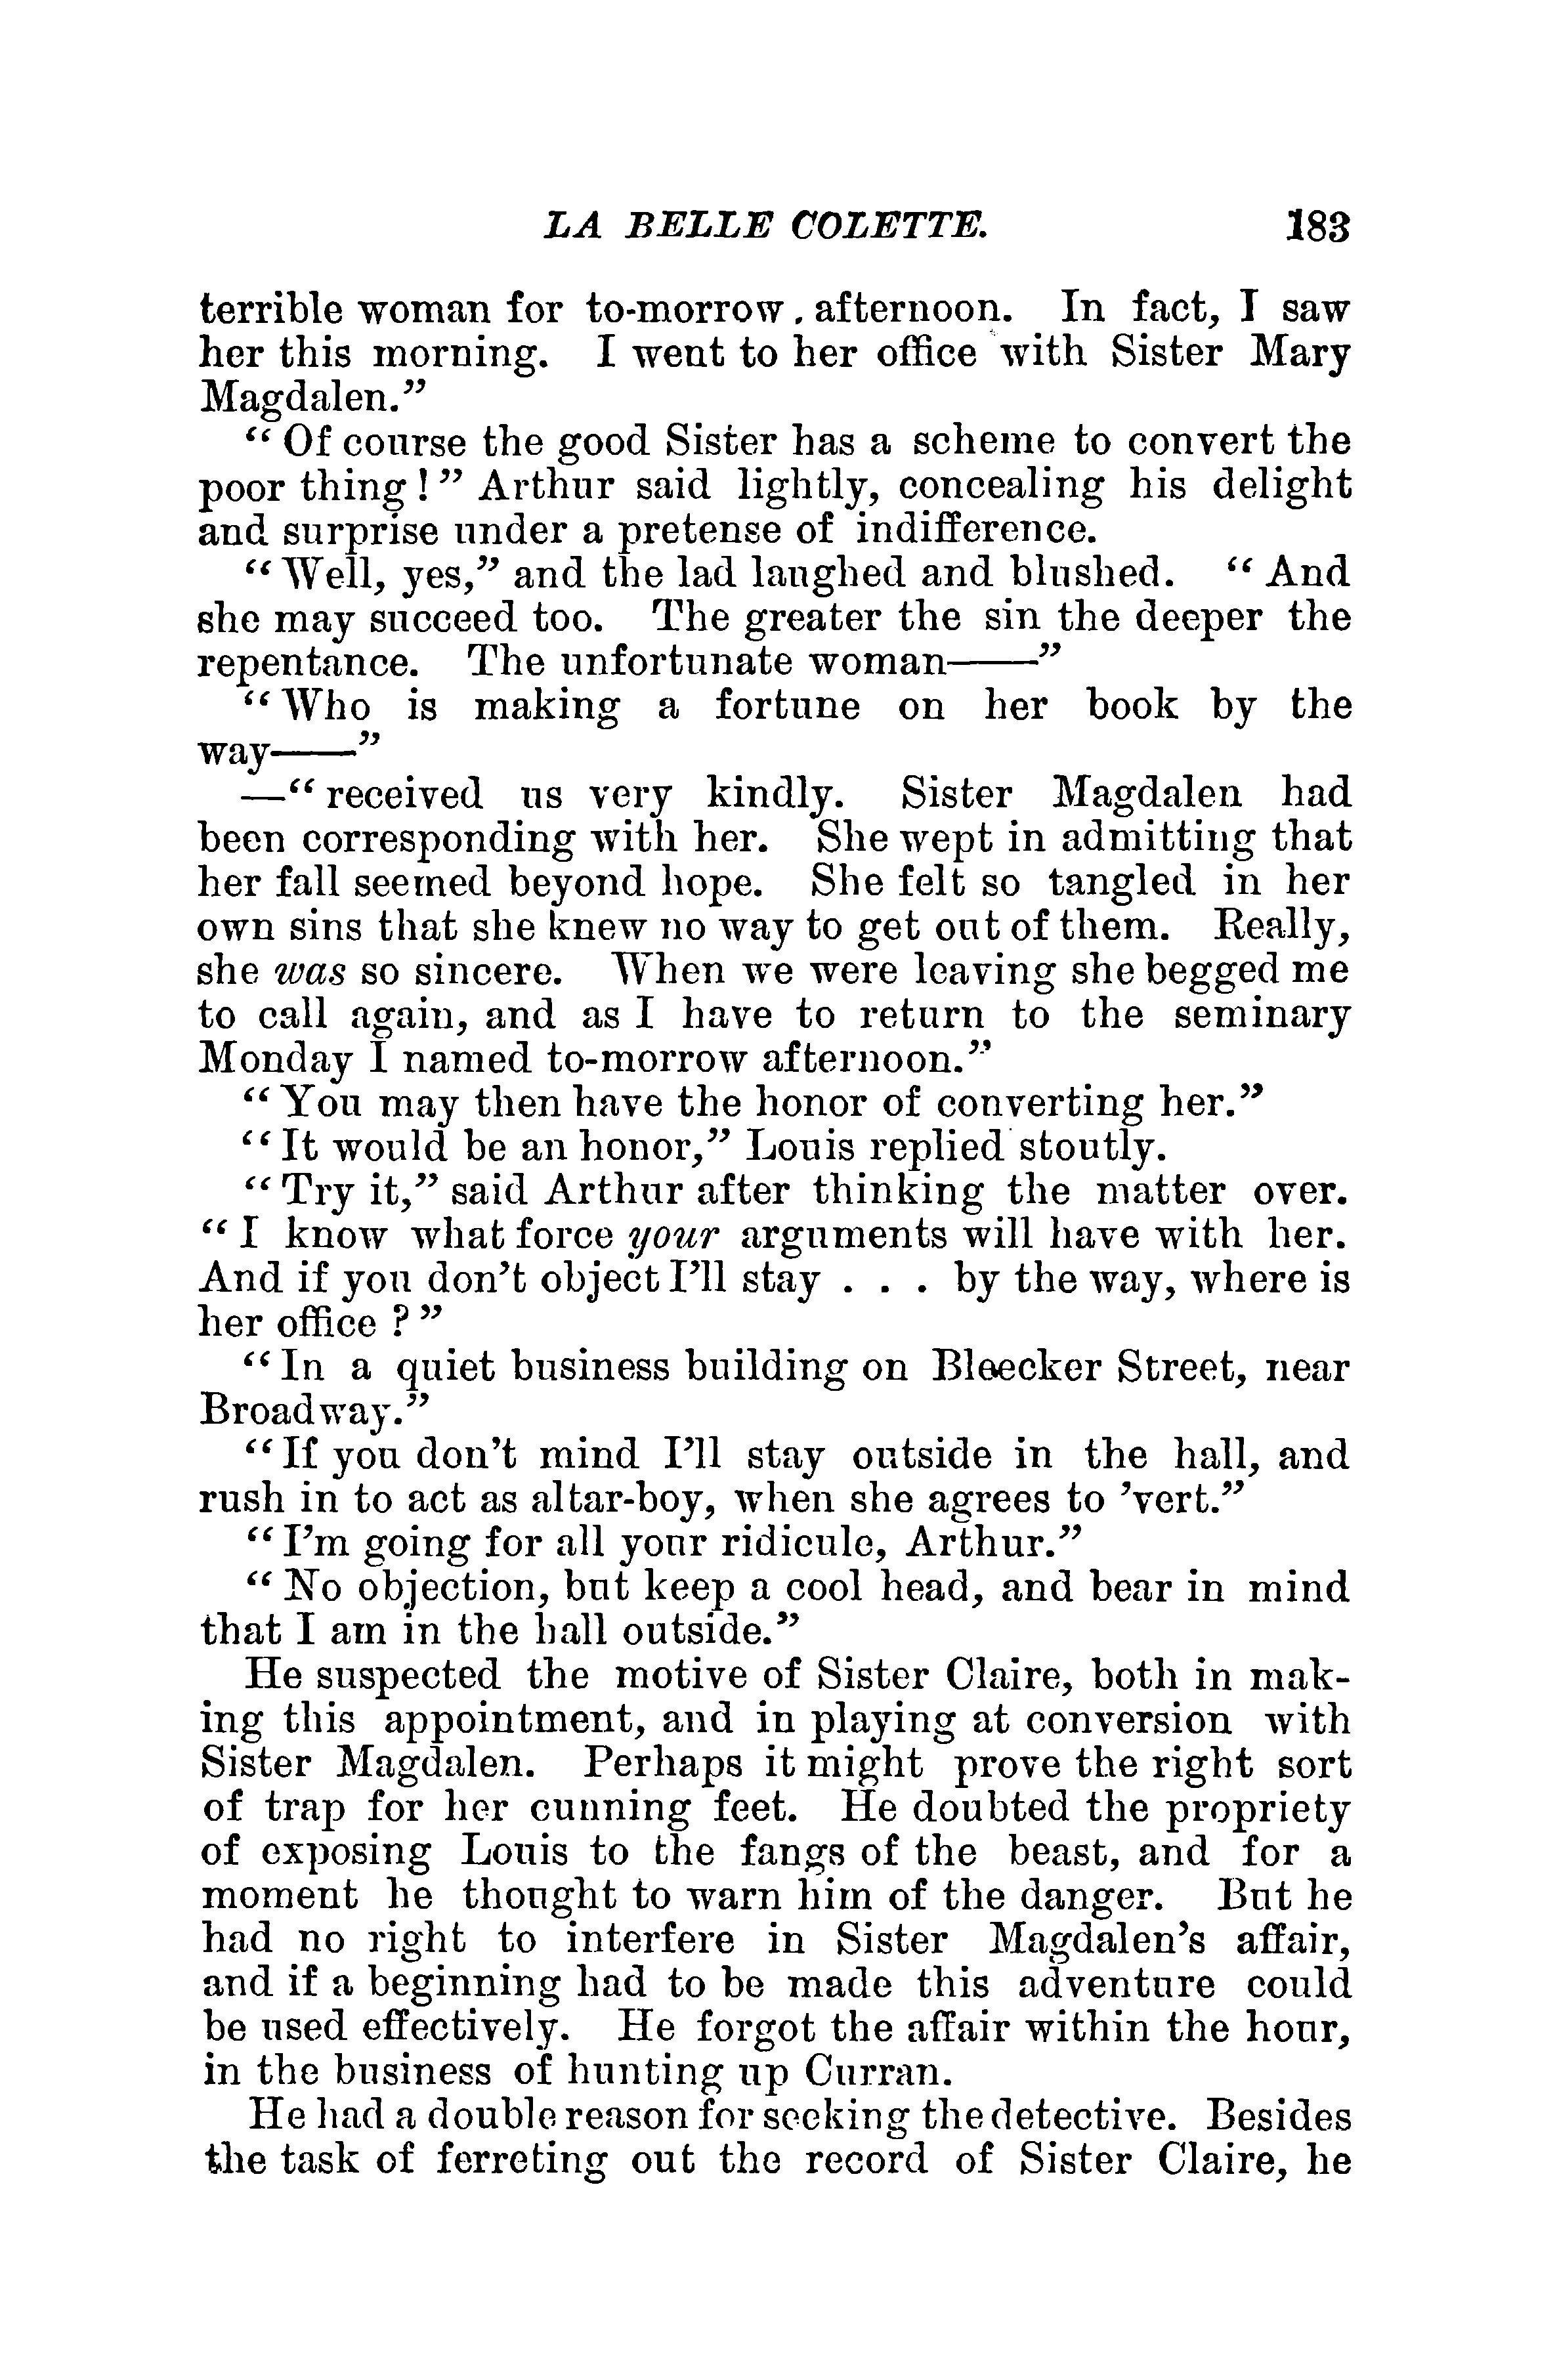 LA BELLE COLETTE. 183
terrible woman for to-morrow. afternoon. In fact, I saw
her this morning. I went to her office with Sister Mary
Magdalen.”
“Of course the good Sister has a scheme to convert the
poor thing!” Arthur said lightly, concealing his delight
and surprise under a pretense of indifference.
“Well, yes,” and the lad laughed and blushed. “And
she may succeed too. The greater the sin the deeper the
repentance. The unfortunate woman——”
“Who is making a fortune on her book by the
way——”
—“received us very kindly. Sister Magdalen had
been corresponding with her. She wept in admitting that
her fall seemed beyond hope. She felt so tangled in her
own sins that she knew no way to get out of them. Really,
she was so sincere. When we were leaving she begged me
to call again, and as I have to return to the seminary
Monday I named to-morrow afternoon.”
“You may then have the honor of converting her.”
“It would be an honor,” Louis replied stoutly.
“Try it,” said Arthur after thinking the matter over.
“I know what force your arguments will have with her.
And if you don’t object I’ll stay . . . by the way, where is
her office?”
“In a quiet business building on Bleecker Street, near
Broadway.”
“If you don’t mind I’ll stay outside in the hall, and
rush in to act as altar-boy, when she agrees to ’vert.”
“I’m going for all your ridicule, Arthur.”
“No objection, but keep a cool head, and bear in mind
that I am in the hall outside.”
He suspected the motive of Sister Claire, both in mak-
ing this appointment, and in playing at conversion with
Sister Magdalen. Perhaps it might prove the right sort
of trap for her cunning feet. He doubted the propriety
of exposing Louis to the fangs of the beast, and for a
moment he thought to warn him of the danger. But he
had no right to interfere in Sister Magdalen’s affair,
and if a beginning had to be made this adventure could
be used effectively. He forgot the affair within the hour,
in the business of hunting up Curran.
He had a double reason for seeking the detective. Besides
the task of ferreting out the record of Sister Claire, he